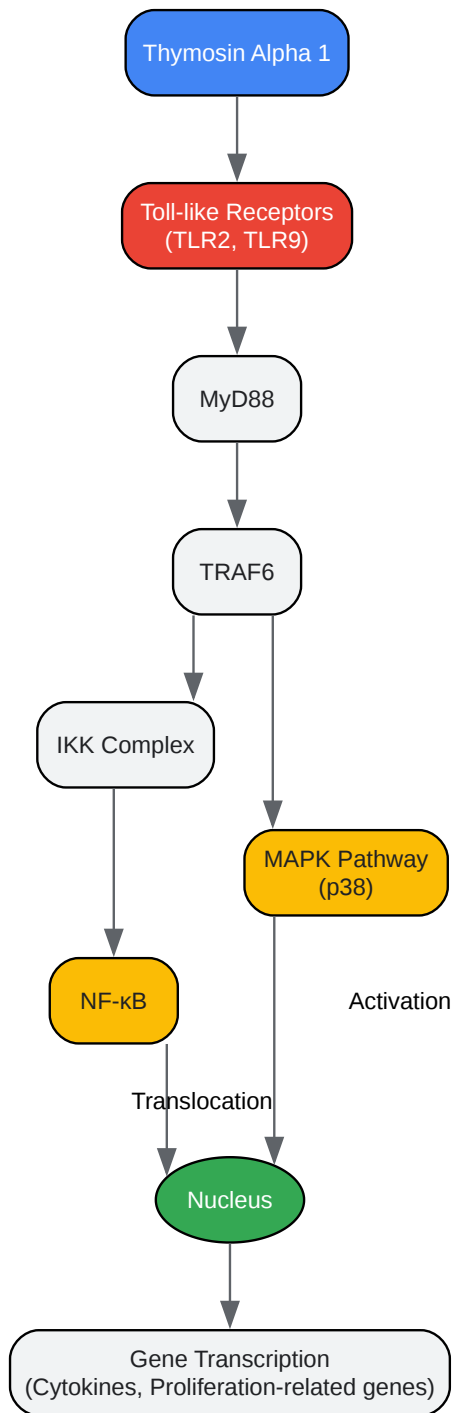 Thymosin Alpha 1
Toll-like Receptors
(TLR2, TLR9)
MyD88
TRAF6
IKK Complex
MAPK Pathway
(p38)
NF-κB
Activation
Translocation
Nucleus
Gene Transcription
(Cytokines, Proliferation-related genes)